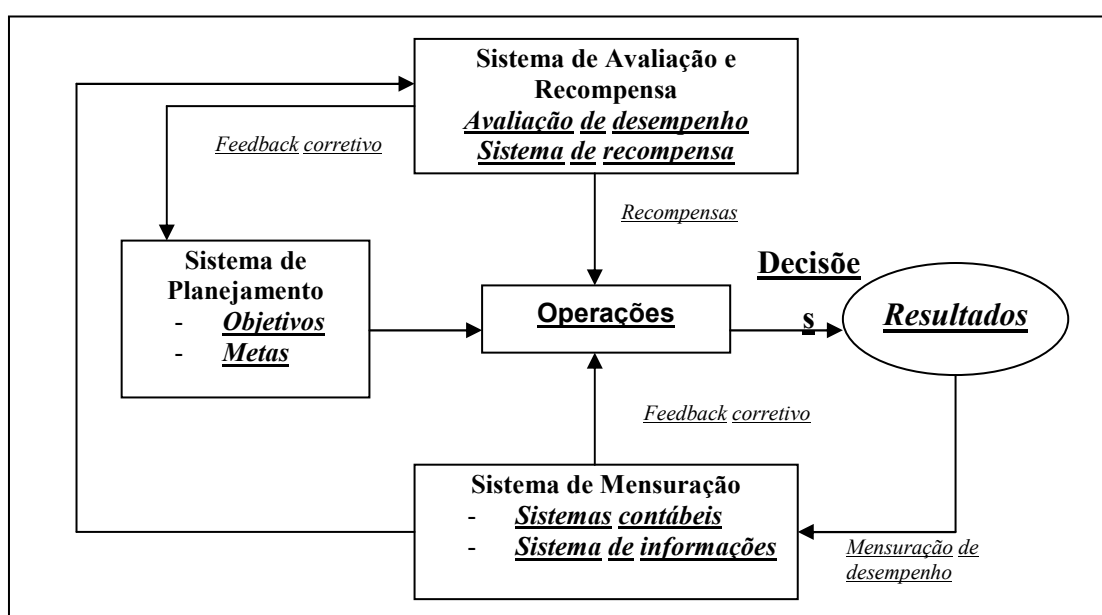 Sistema de Avaliação e
Recompensa
Avaliação de desempenho
Sistema de recompensa
Feedback corretivo
Recompensas
Sistema de
Planejamento
- Objetivos
- Metas
Operações
Decisõe
s
Resultados
Feedback corretivo
Sistema de Mensuração
- Sistemas contábeis
- Sistema de informações
Mensuração de
desempenho